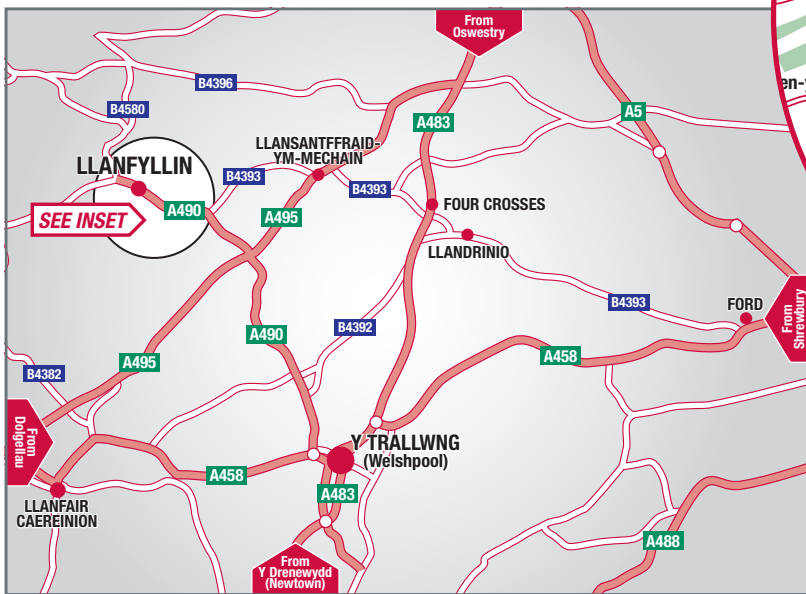 From
Oswestry
en-y
B4396
A5
B4580
A483
LLANSANTFFRAID-
YM-MECHAIN
LLANFYLLIN
B4393
B4393
A490
SEE INSET
A495
FOUR CROSSES
LLANDRINIO
B4393
FORD
From
Shrewbury
B4392
A490
A458
A495
B4382
From
Dolgellau
Y TRALLWNG
(Welshpool)
A458
A483
LLANFAIR
CAEREINION
A488
From
Y Drenewydd
(Newtown)